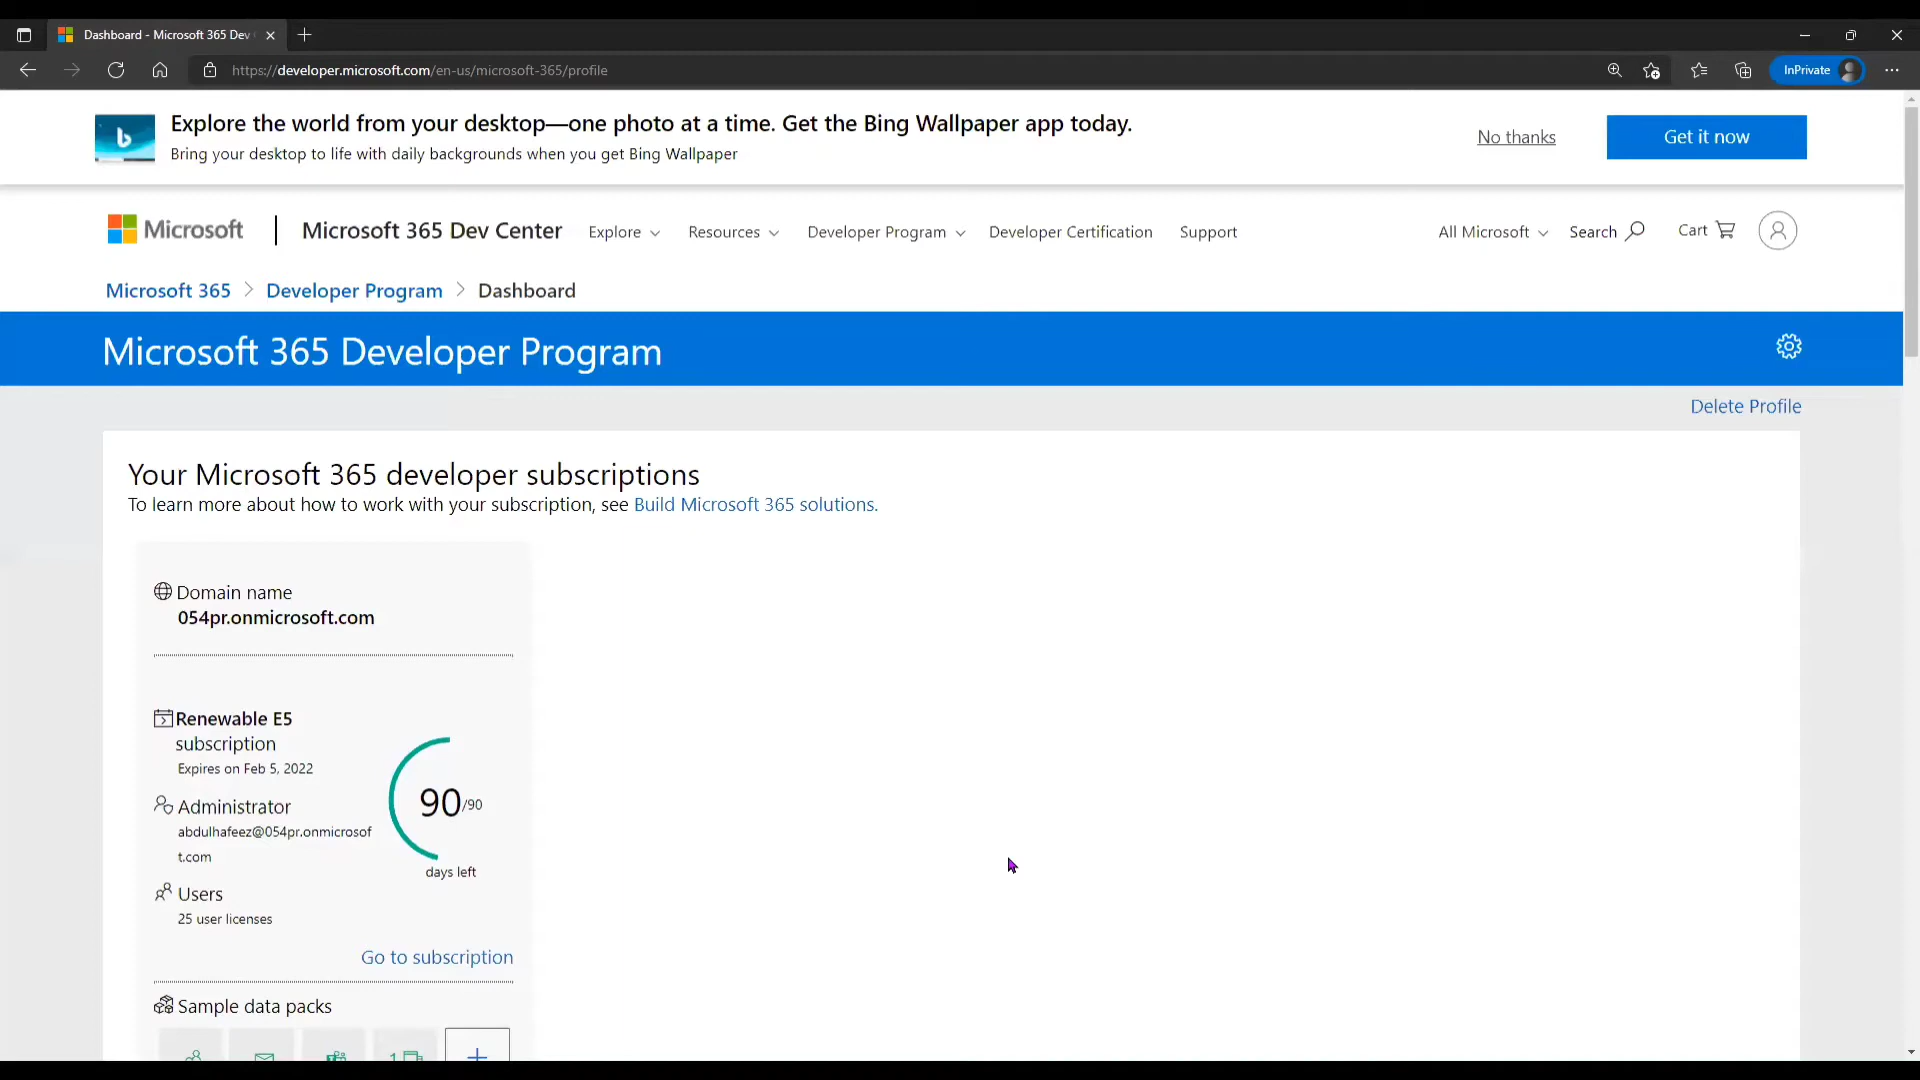 Dashboard - Microsoft 365 Dev
https://developer.microsoft.com/en-us/microsoft-365/profile
InPrivate
Explore the world from your desktop—one photo at a time. Get the Bing Wallpaper app today.
Bring your desktop to life with daily backgrounds when you get Bing Wallpaper
No thanks
Get it now
Microsoft
Microsoft 365 Dev Center
Explore
Resources
Developer Program
Developer Certification
Support
All Microsoft
Search
Cart
Microsoft 365 > Developer Program > Dashboard
Microsoft 365 Developer Program
Delete Profile
Your Microsoft 365 developer subscriptions
To learn more about how to work with your subscription, see Build Microsoft 365 solutions.
Domain name
054pr.onmicrosoft.com
Renewable E5
subscription
Expires on Feb 5, 2022
90/90
days left
Administrator
abdulhafeez@054pr.onmicrosof
t.com
Users
25 user licenses
Go to subscription
Sample data packs
1